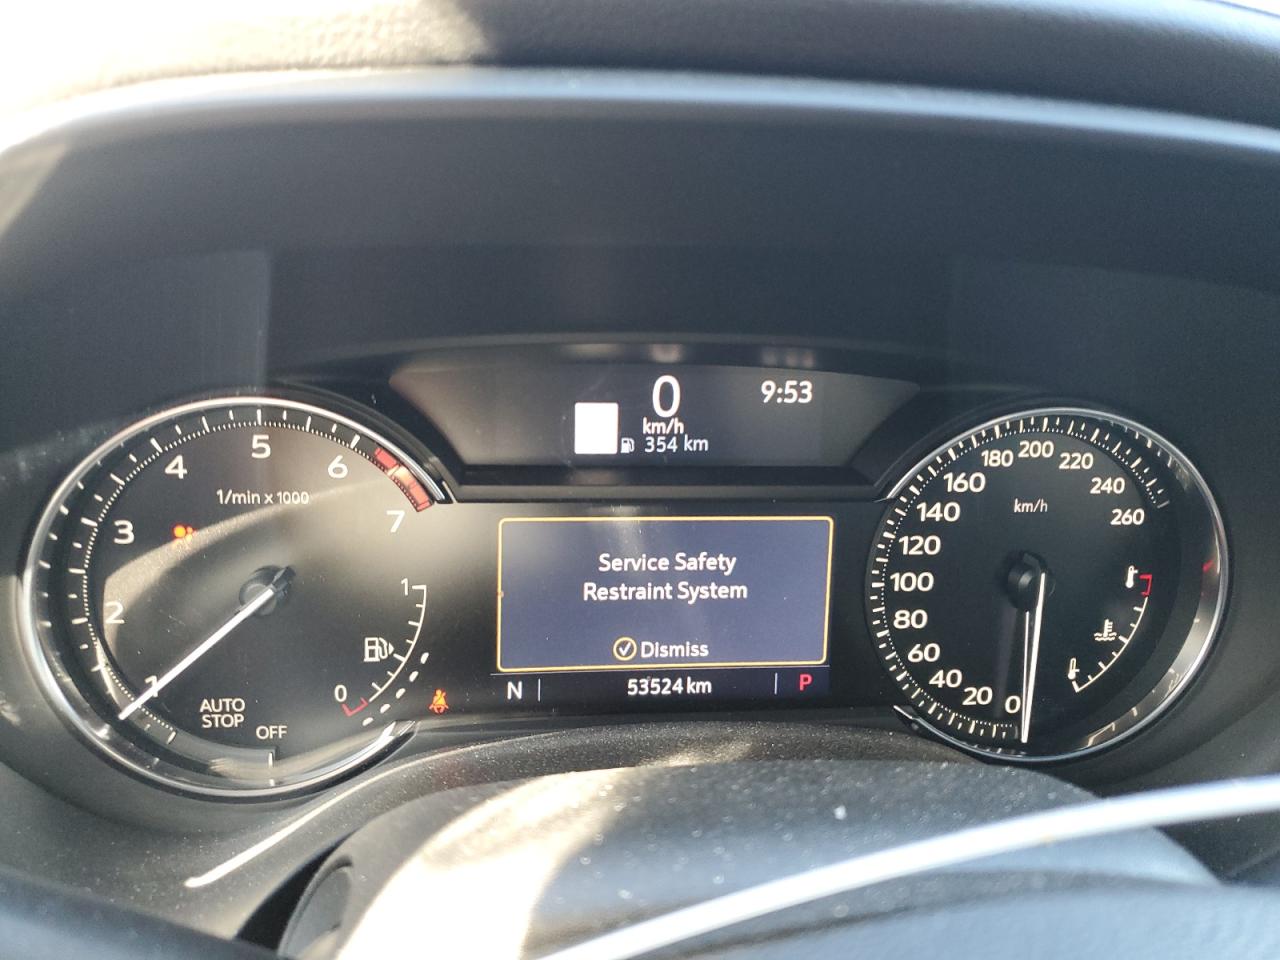 0
9:53
km/h
354 km
1
2
3
4
5
6
7
1/min x 1000
1
0
AUTO
STOP
OFF
Service Safety
Restraint System
Dismiss
N
53524 km
P
0
20
40
60
80
100
120
140
160
180
200
220
240
260
km/h